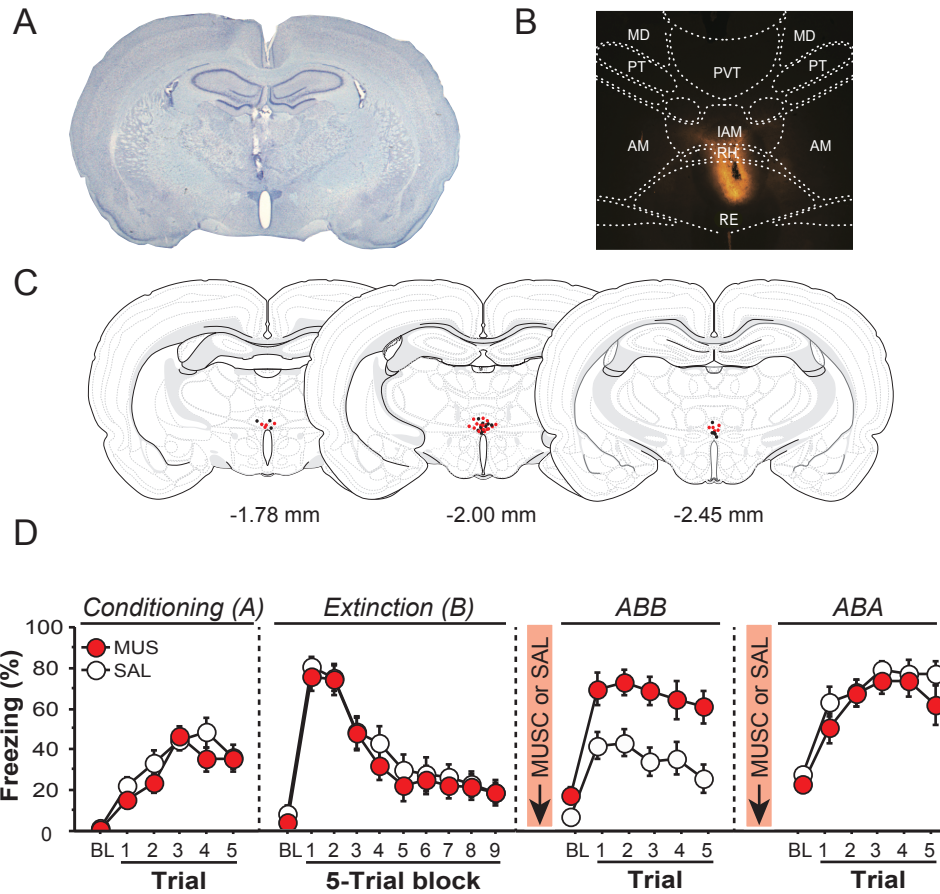 A
B
MD
MD
PT
PVT
PT
IAM
AM
RH
AM
RE
C
-1.78 mm
-2.00 mm
-2.45 mm
D
Conditioning (A)
Extinction (B)
ABB
ABA
Freezing (%)
100
80
60
40
20
0
MUS
SAL
MUSC or SAL
MUSC or SAL
BL 1 2 3 4 5
BL 1 2 3 4 5 6 7 8 9
BL 1 2 3 4 5
BL 1 2 3 4 5
Trial
5-Trial block
Trial
Trial